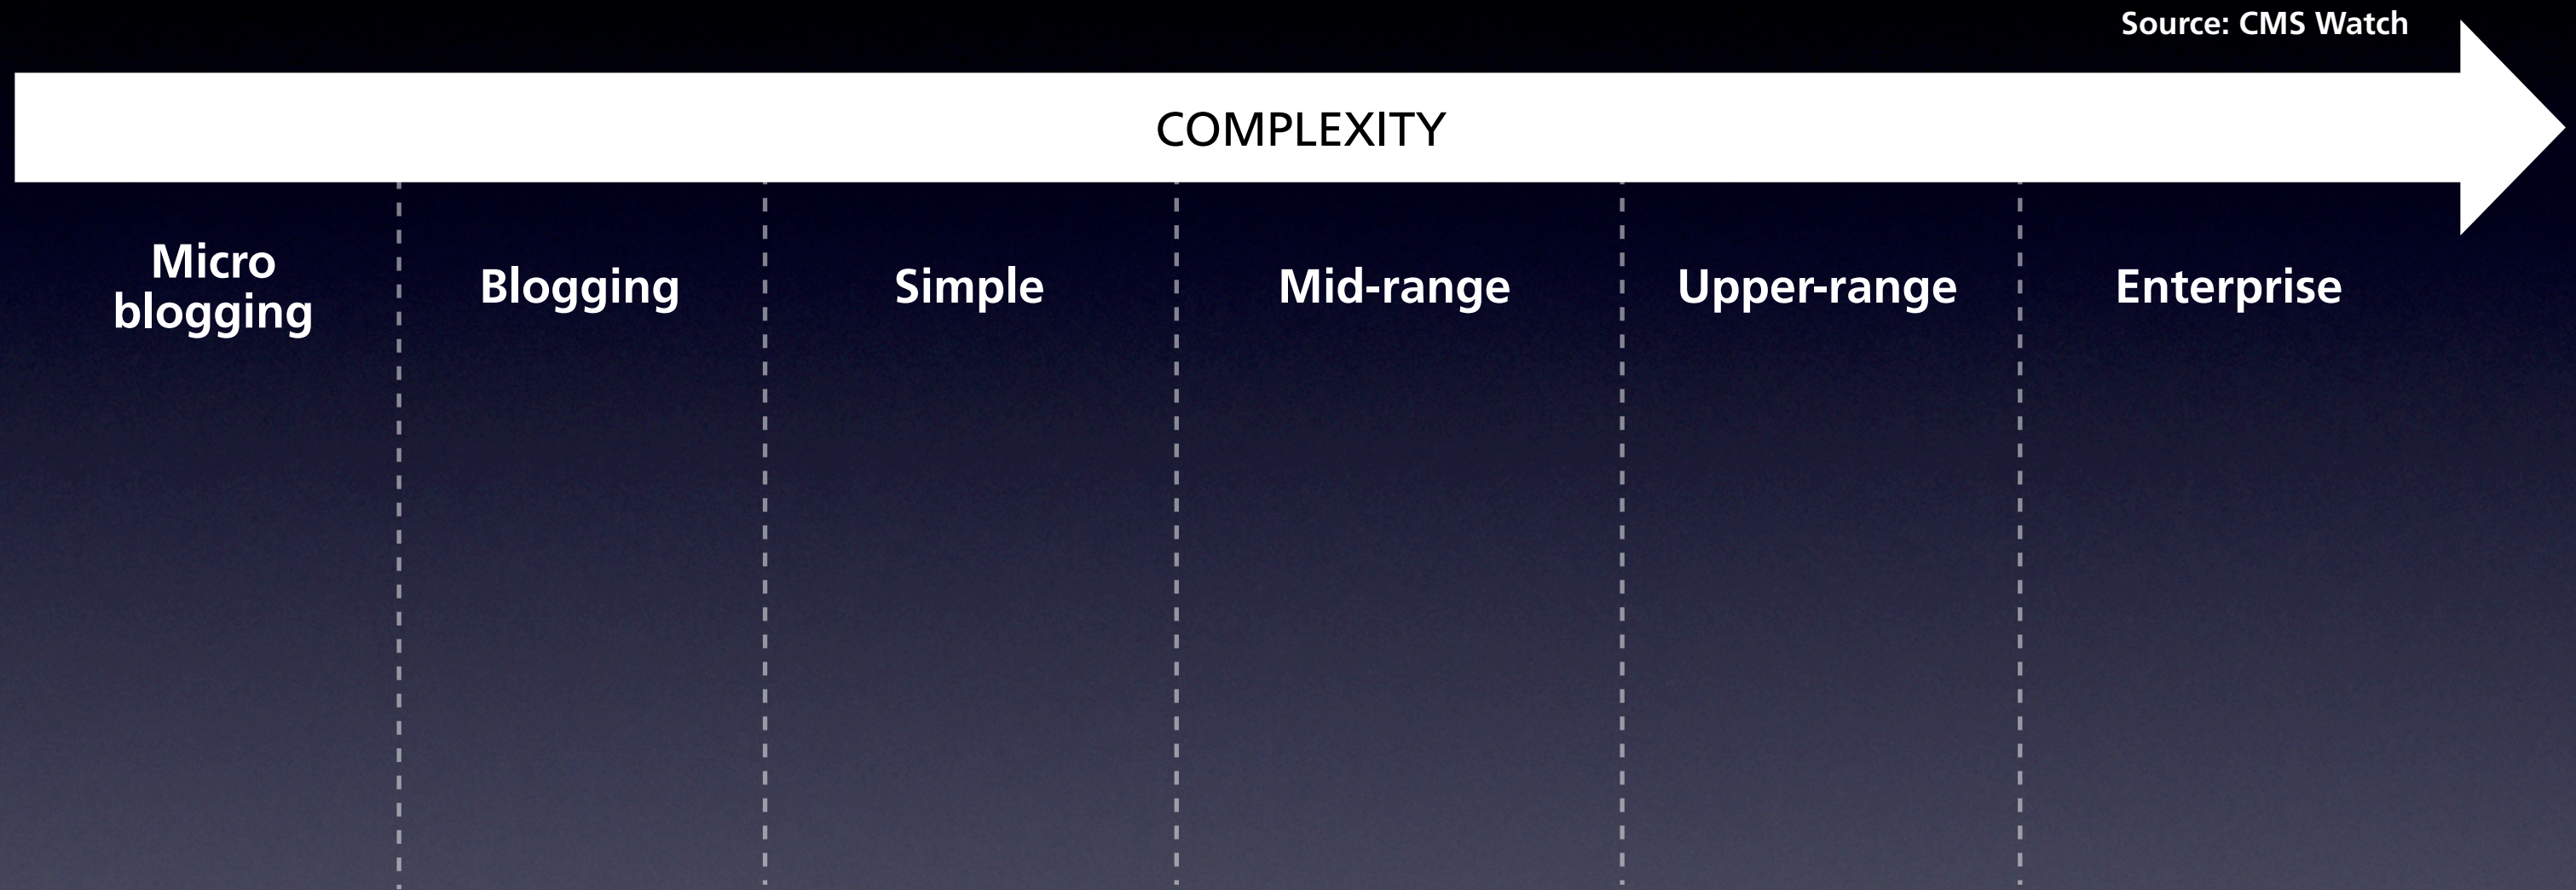 Source: CMS Watch
COMPLEXITY
Micro
blogging
Blogging
Simple
Mid-range
Upper-range
Enterprise